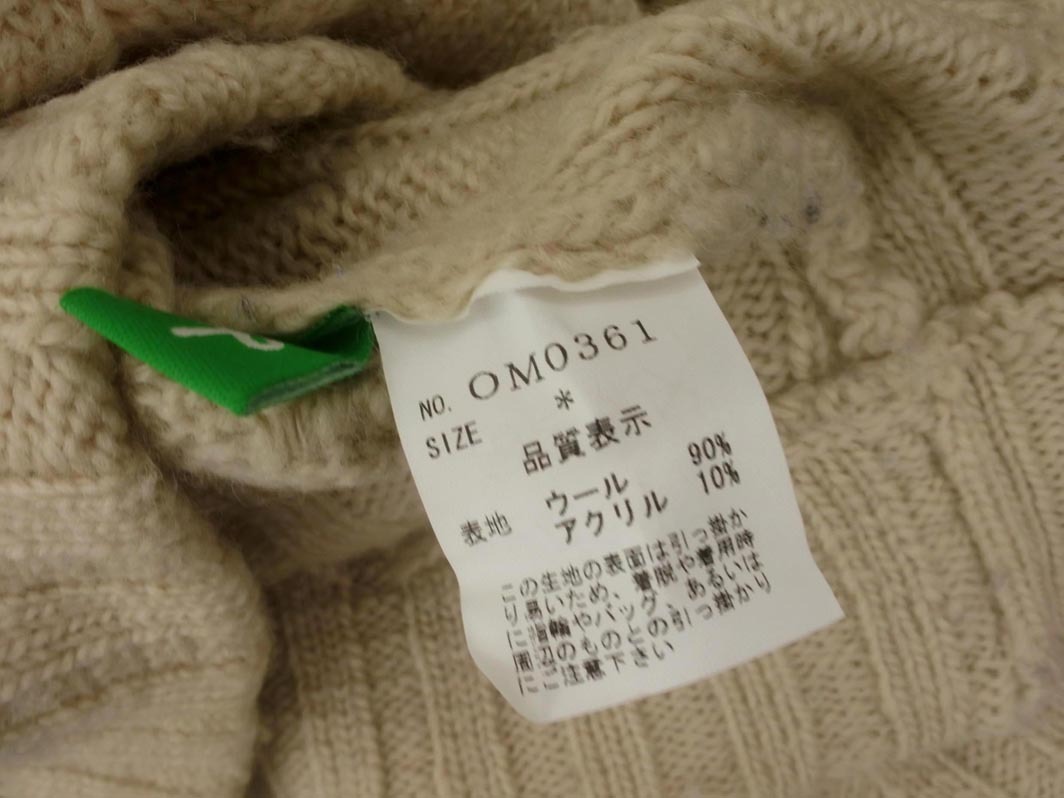 NO. OM0361
SIZE *
品質表示
表地 ウール 90%
アクリル 10%
この生地の表面は引っ掛か
り易いため、着脱や着用時
に指輪やバッグ、あるいは
周辺のものとの引っ掛かり
にご注意下さい